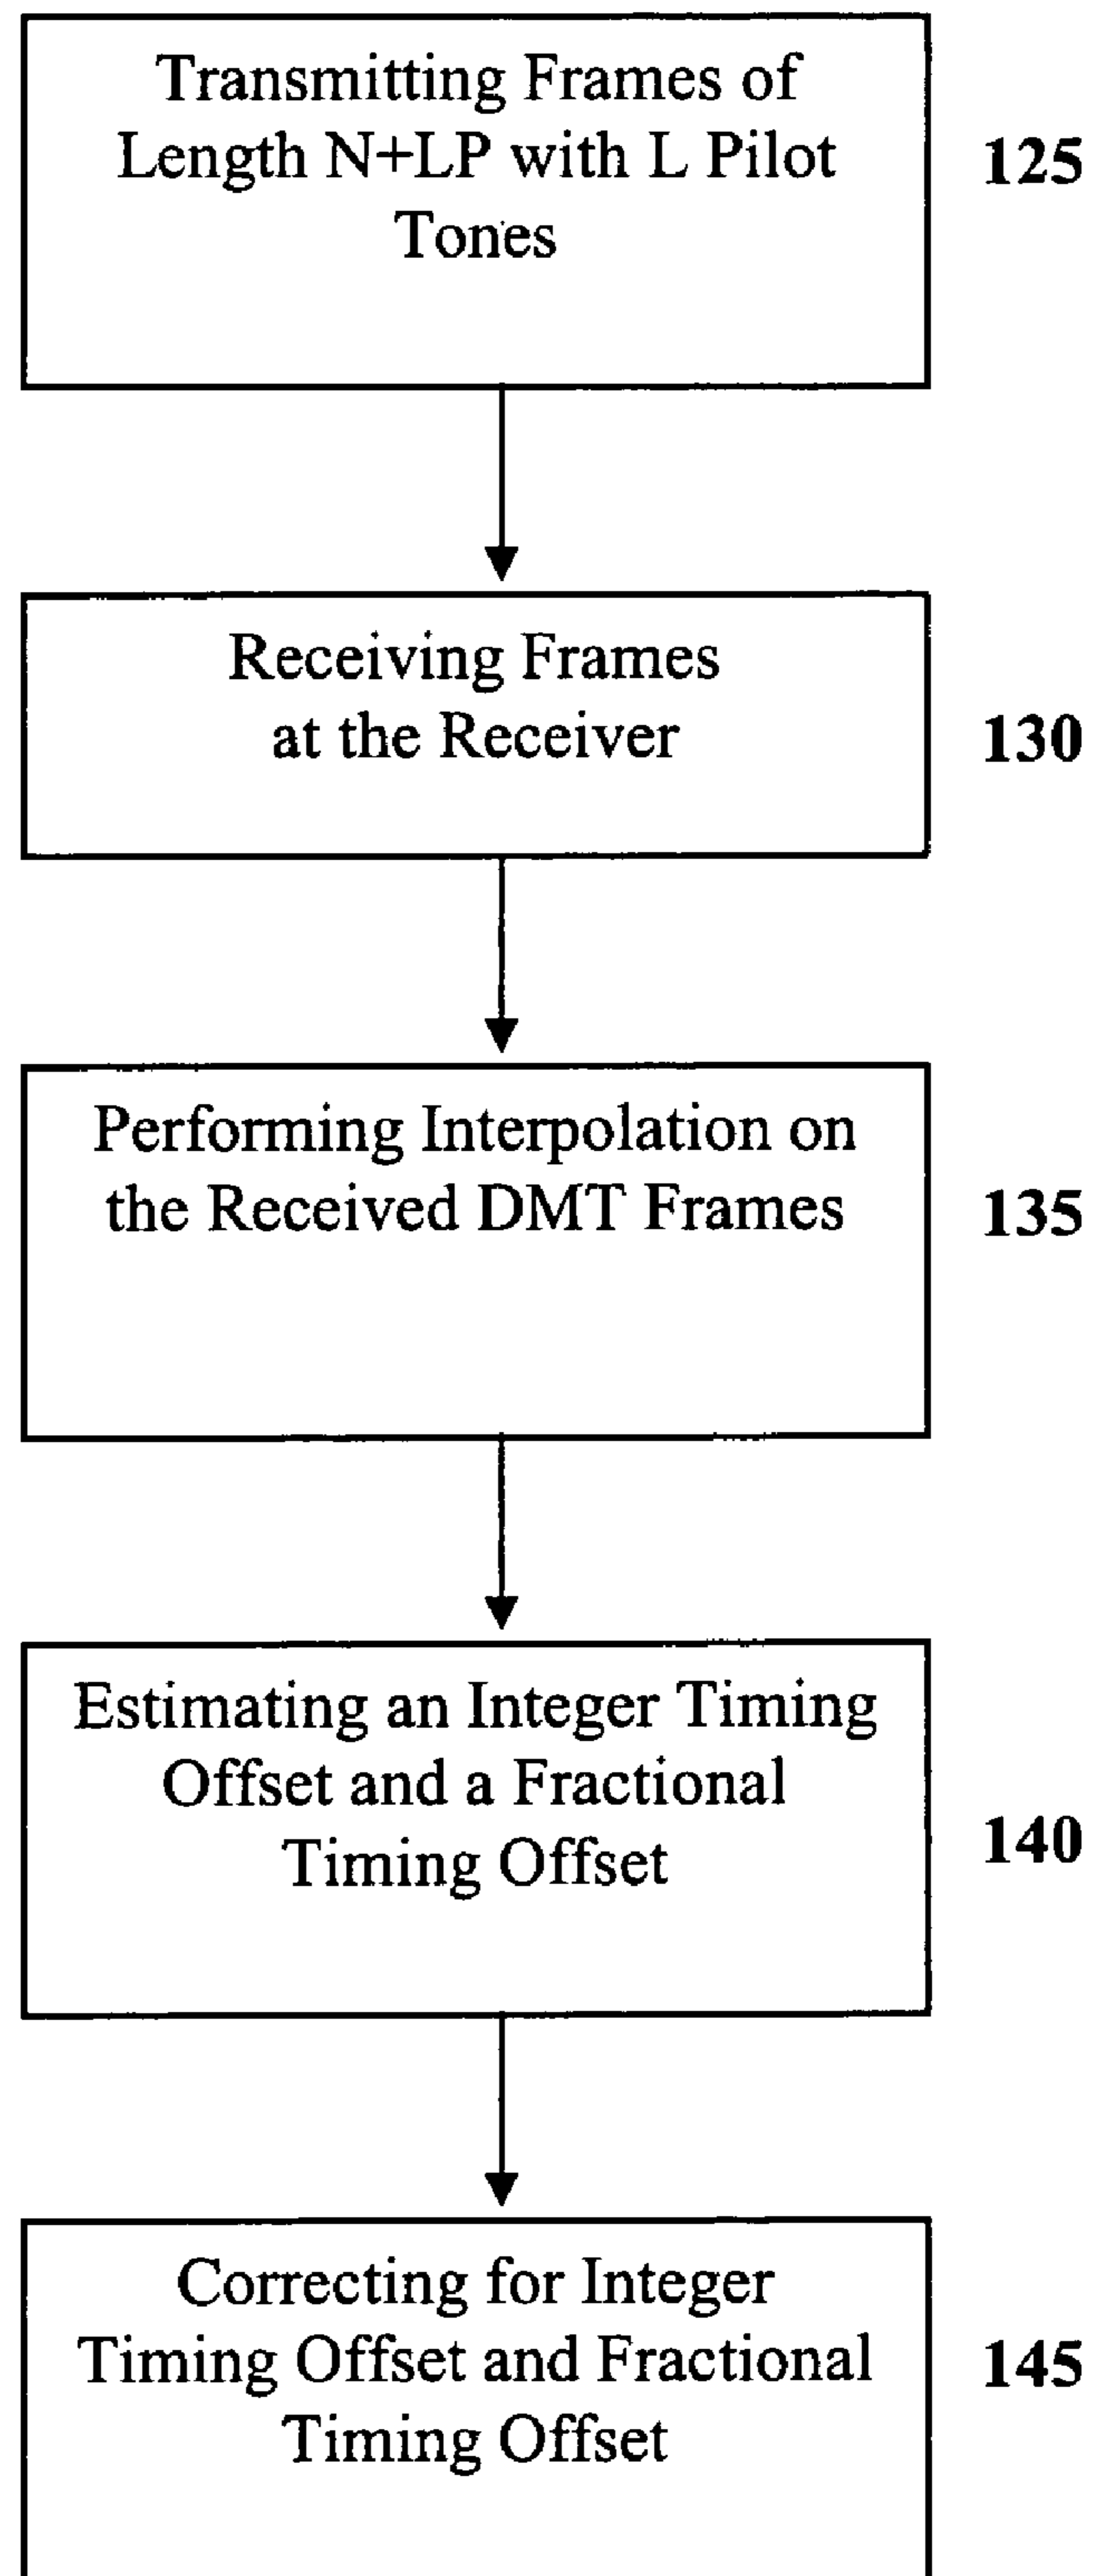 Transmitting Frames of
Length N+LP with L Pilot
Tones
125
Receiving Frames
at the Receiver
130
Performing Interpolation on
the Received DMT Frames
135
Estimating an Integer Timing
Offset and a Fractional
Timing Offset
140
Correcting for Integer
Timing Offset and Fractional
Timing Offset
145